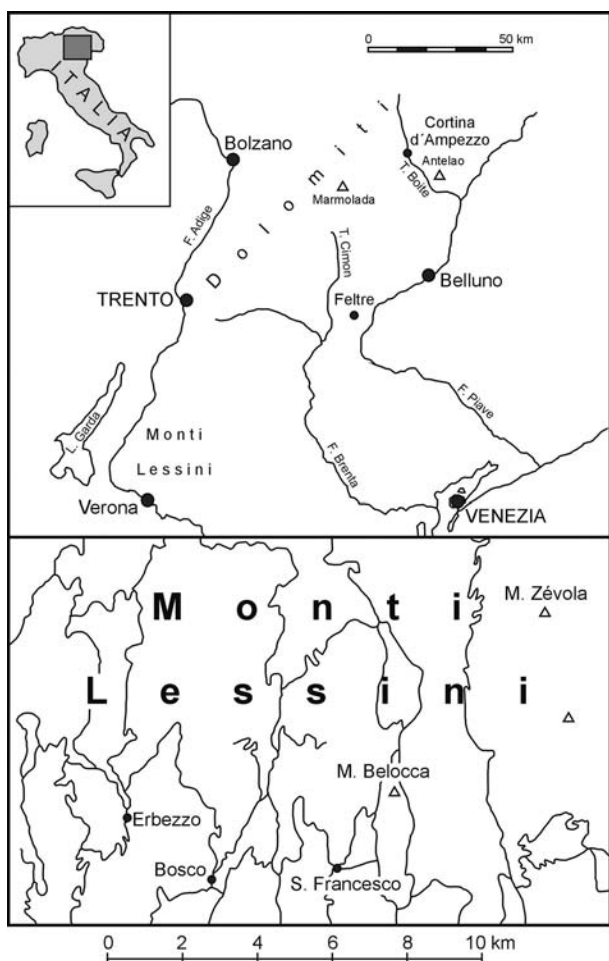 ITALIA
0 50 km
Cortina
d´Ampezzo
Antelao
Bolzano
T. Boite
Dolomiti
Marmolada
F. Adige
T. Cimon
Belluno
TRENTO
Feltre
F. Piave
L. Garda
Monti
Lessini
F. Brenta
Verona
VENEZIA
Monti
M. Zévola
Lessini
M. Belocca
Erbezzo
Bosco
S. Francesco
0 2 4 6 8 10 km